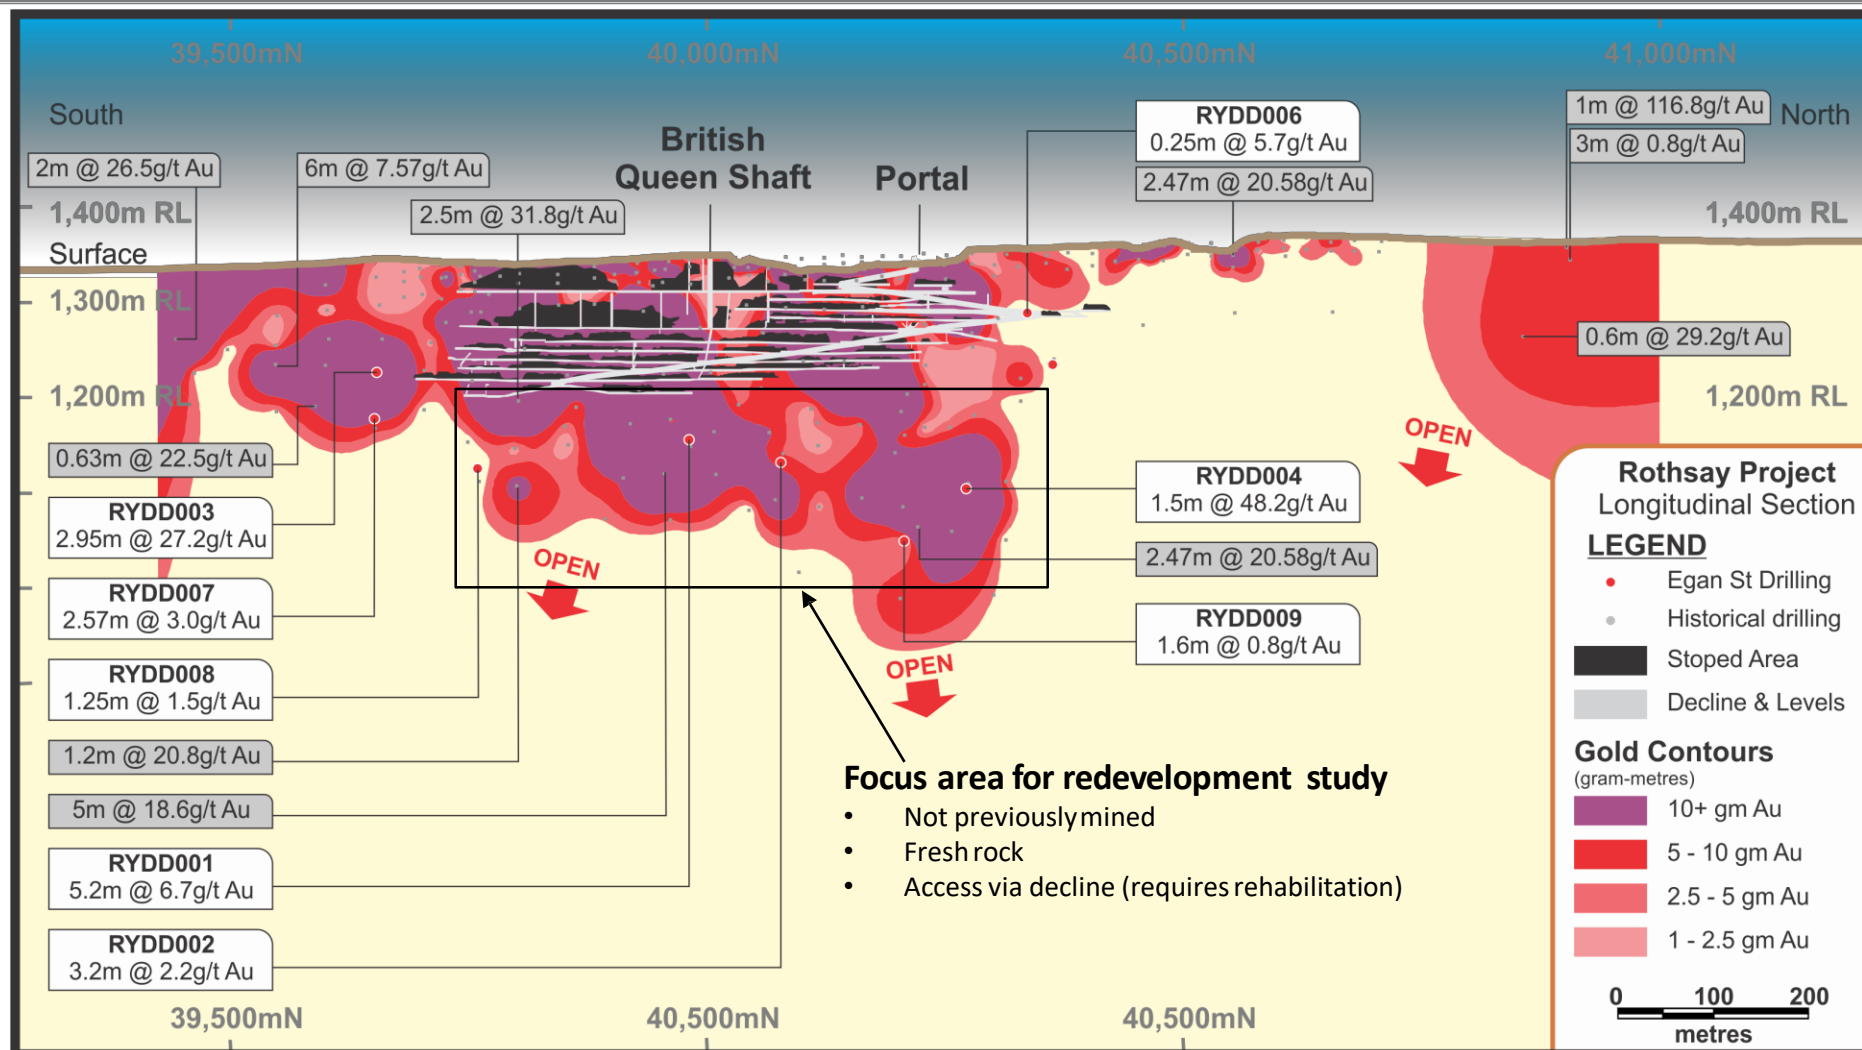 39,500mN
40,000mN
40,500mN
41,000mN
South
North
British
Queen Shaft
Portal
RYDD006
0.25m @ 5.7g/t Au
2.47m @ 20.58g/t Au
1m @ 116.8g/t Au
3m @ 0.8g/t Au
2m @ 26.5g/t Au
6m @ 7.57g/t Au
2.5m @ 31.8g/t Au
1,400m RL
1,400m RL
Surface
1,300m RL
1,200m RL
1,200m RL
0.6m @ 29.2g/t Au
0.63m @ 22.5g/t Au
RYDD003
2.95m @ 27.2g/t Au
RYDD007
2.57m @ 3.0g/t Au
RYDD008
1.25m @ 1.5g/t Au
1.2m @ 20.8g/t Au
5m @ 18.6g/t Au
RYDD001
5.2m @ 6.7g/t Au
RYDD002
3.2m @ 2.2g/t Au
OPEN
OPEN
OPEN
RYDD004
1.5m @ 48.2g/t Au
2.47m @ 20.58g/t Au
RYDD009
1.6m @ 0.8g/t Au
Focus area for redevelopment study
• Not previously mined
• Fresh rock
• Access via decline (requires rehabilitation)
Rothsay Project
Longitudinal Section
LEGEND
Egan St Drilling
Historical drilling
Stoped Area
Decline & Levels
Gold Contours
(gram-metres)
10+ gm Au
5 - 10 gm Au
2.5 - 5 gm Au
1 - 2.5 gm Au
0 100 200
metres
39,500mN
40,500mN
40,500mN